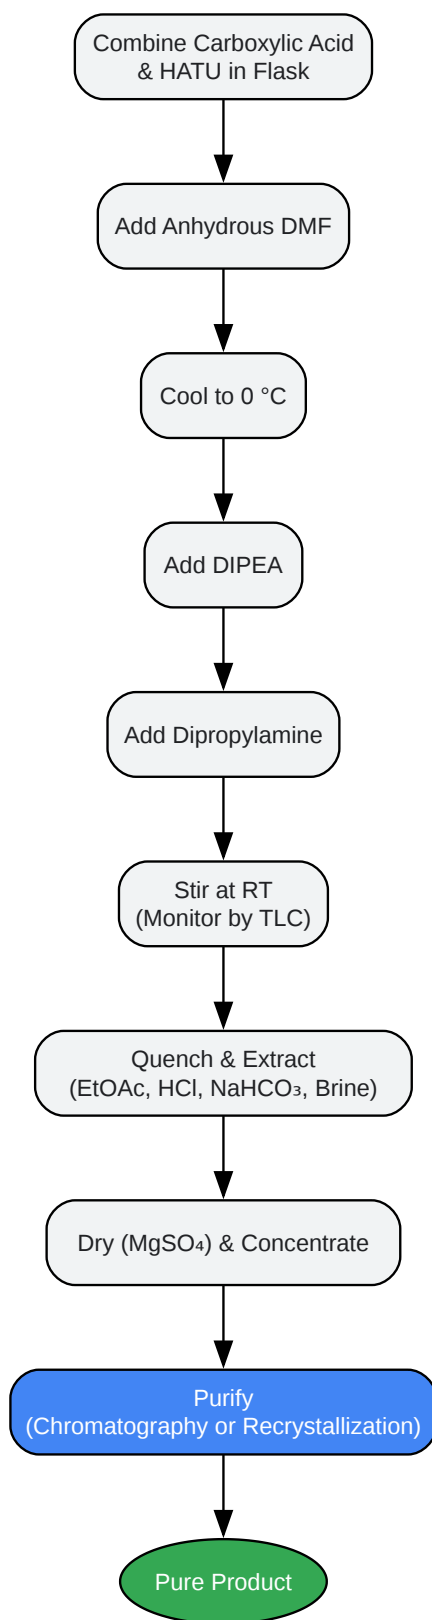 Combine Carboxylic Acid
& HATU in Flask
Add Anhydrous DMF
Cool to 0 °C
Add DIPEA
Add Dipropylamine
Stir at RT
(Monitor by TLC)
Quench & Extract
(EtOAc, HCl, NaHCO₃, Brine)
Dry (MgSO₄) & Concentrate
Purify
(Chromatography or Recrystallization)
Pure Product